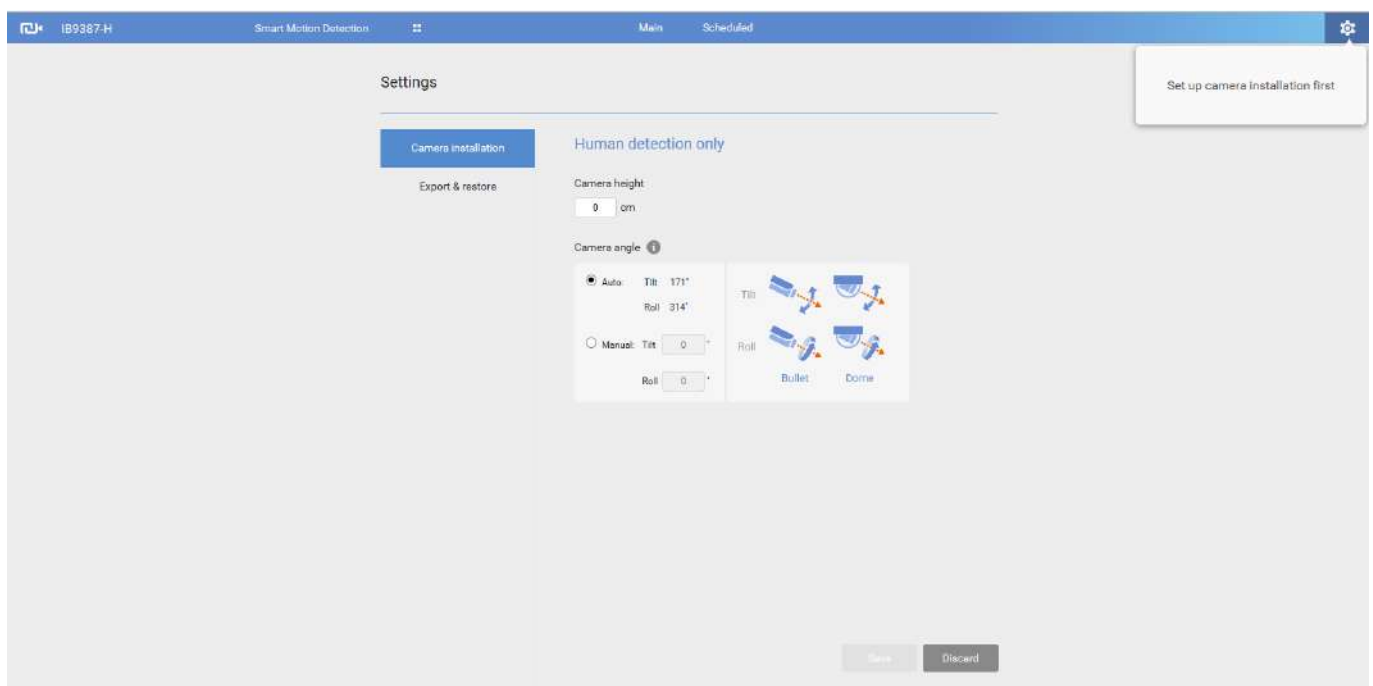 IB9387-H Smart Motion Detection Main Scheduled
Set up camera installation first
Settings
Camera installation
Export & restore
Human detection only
Camera height
0 cm
Camera angle
Auto: Tilt 171°
Roll 314°
Manual: Tilt 0 °
Roll 0 °
Tilt
Roll
Bullet Dome
Save Discard